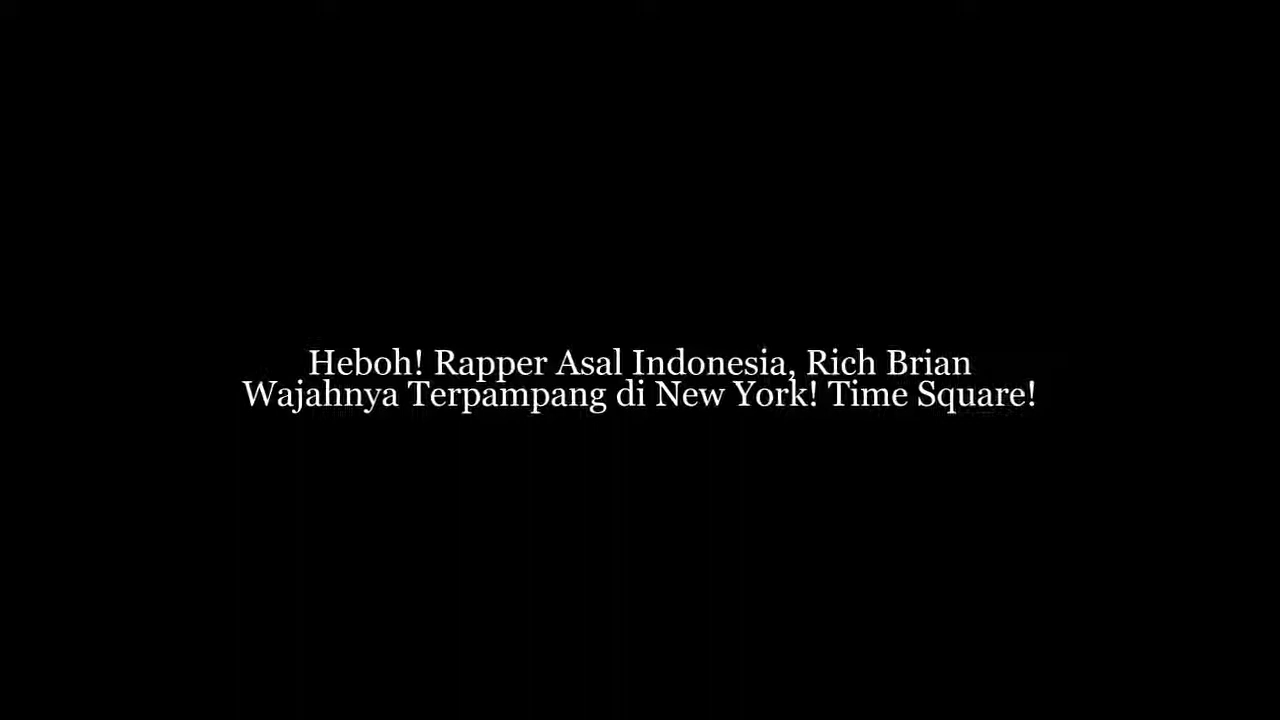 Heboh! Rapper Asal Indonesia, Rich Brian
Wajahnya Terpampang di New York! Time Square!